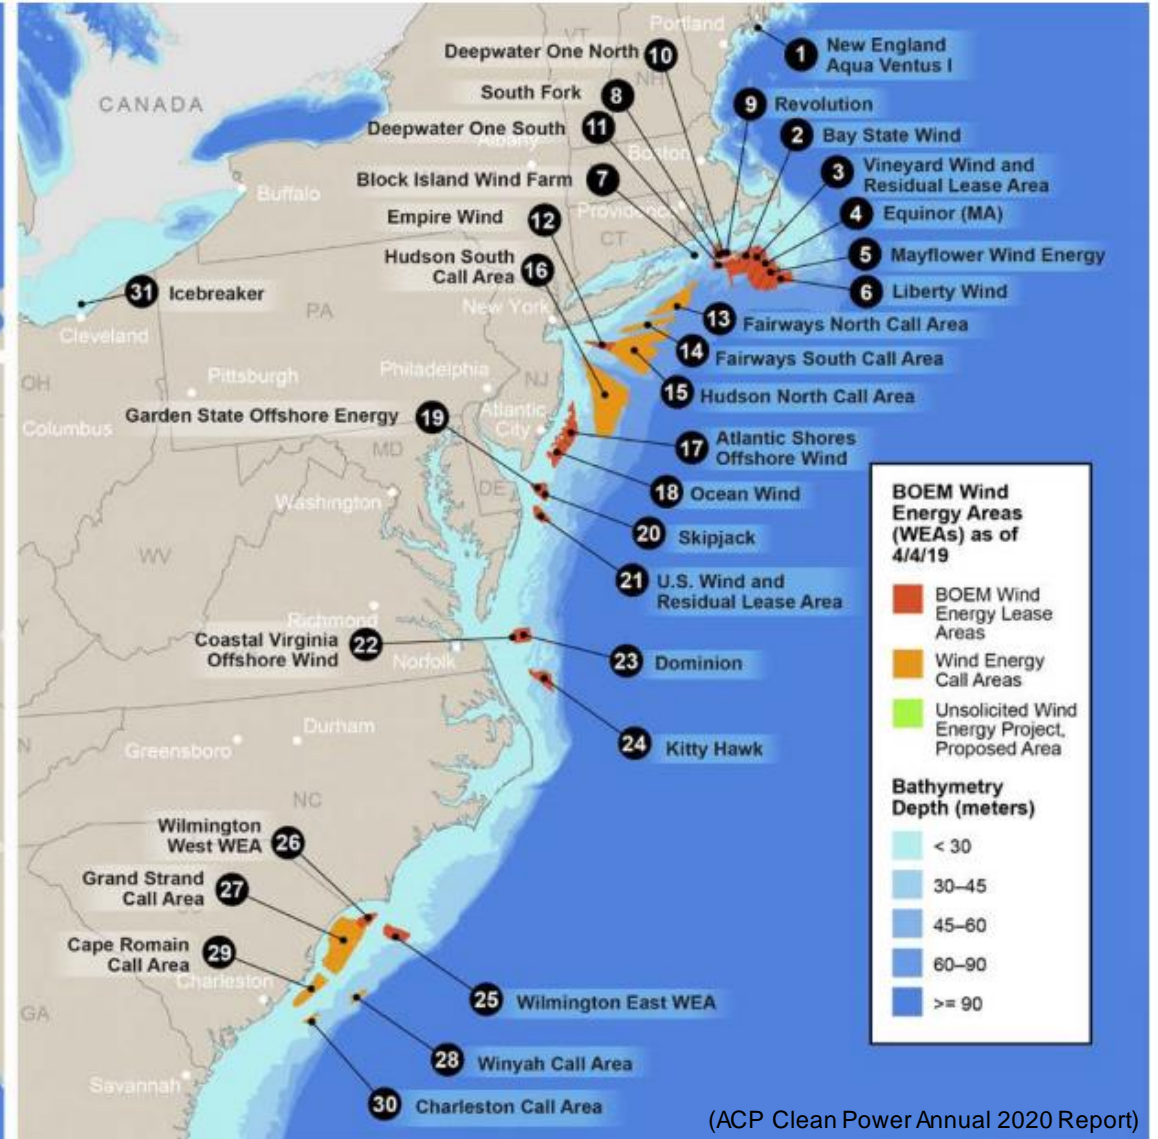 Portland
VT
Deepwater One North
10
1
New England
Aqua Ventus I
NH
South Fork
8
9
Revolution
CANADA
Deepwater One South
11
2
Bay State Wind
Albany
Boston
3
Vineyard Wind and
Residual Lease Area
Block Island Wind Farm
7
Buffalo
Providence
4
Equinor (MA)
Empire Wind
12
CT
5
Mayflower Wind Energy
Hudson South
Call Area
16
6
Liberty Wind
31
Icebreaker
New York
PA
13
Fairways North Call Area
Cleveland
14
Fairways South Call Area
Philadelphia
Pittsburgh
NJ
OH
15
Hudson North Call Area
Garden State Offshore Energy
19
Atlantic
City
Columbus
17
Atlantic Shores
Offshore Wind
MD
DE
18
Ocean Wind
Washington
20
Skipjack
WV
21
U.S. Wind and
Residual Lease Area
Richmond
Coastal Virginia
Offshore Wind
22
Norfolk
23
Dominion
24
Kitty Hawk
Durham
Greensboro
NC
Wilmington
West WEA
26
Grand Strand
Call Area
27
Cape Romain
Call Area
29
Charleston
25
Wilmington East WEA
GA
28
Winyah Call Area
Savannah
30
Charleston Call Area
BOEM Wind
Energy Areas
(WEAs) as of
4/4/19
BOEM Wind
Energy Lease
Areas
Wind Energy
Call Areas
Unsolicited Wind
Energy Project,
Proposed Area
Bathymetry
Depth (meters)
< 30
30–45
45–60
60–90
>= 90
(ACP Clean Power Annual 2020 Report)